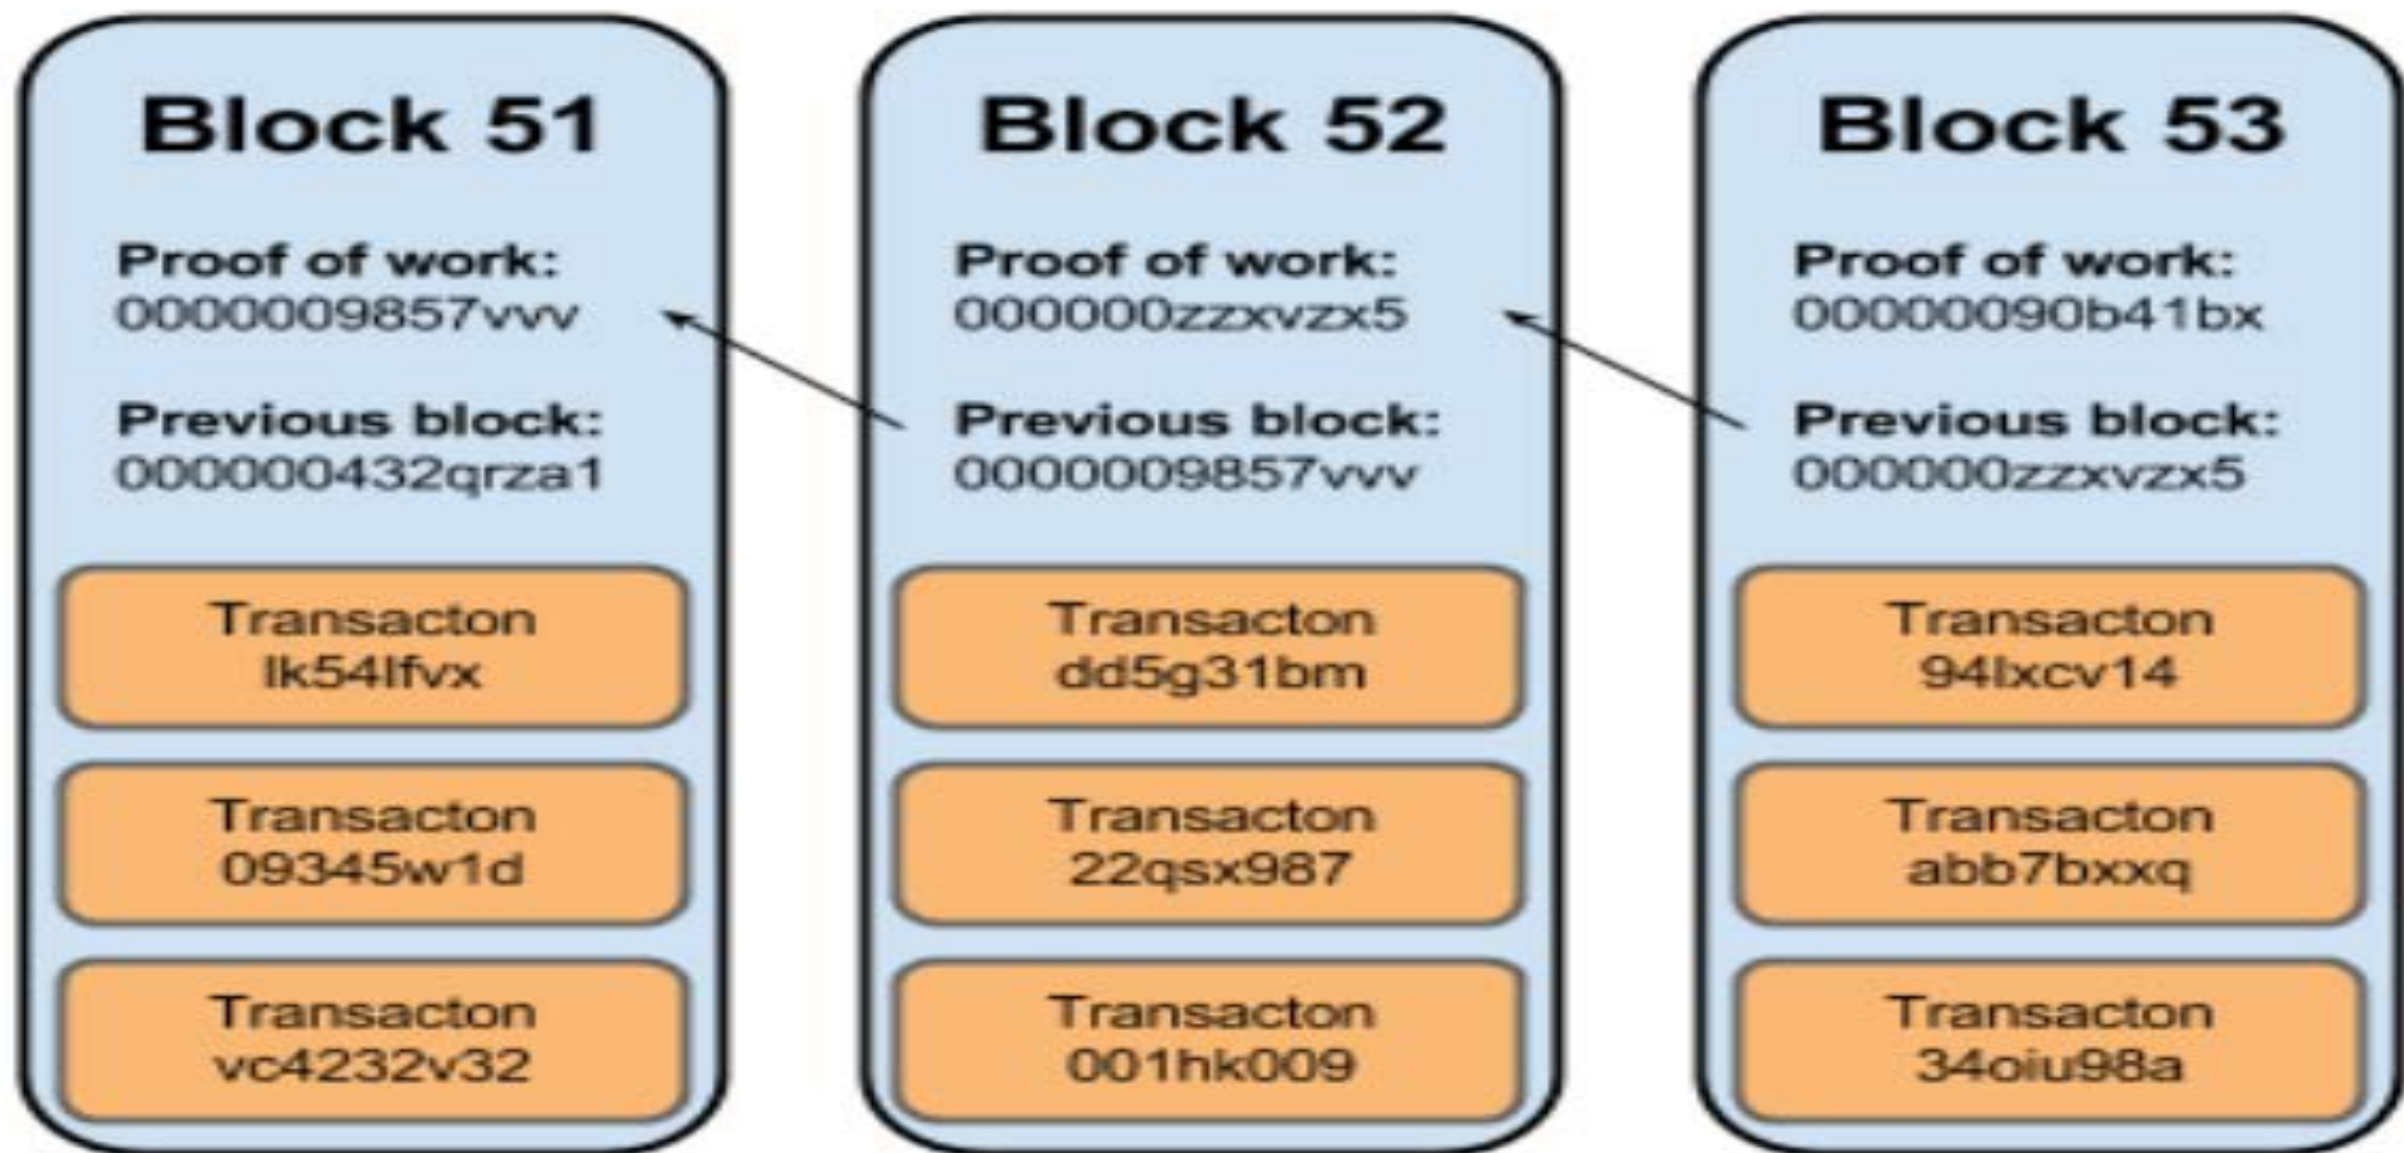 Block 51
Proof of work:
0000009857vvv
Previous block:
000000432qrza1
Transacton
lk54lfvx
Transacton
09345w1d
Transacton
vc4232v32
Block 52
Proof of work:
000000zzxvzx5
Previous block:
0000009857vvv
Transacton
dd5g31bm
Transacton
22qsx987
Transacton
001hk009
Block 53
Proof of work:
00000090b41bx
Previous block:
000000zzxvzx5
Transacton
94lxcv14
Transacton
abb7bxxq
Transacton
34oiu98a